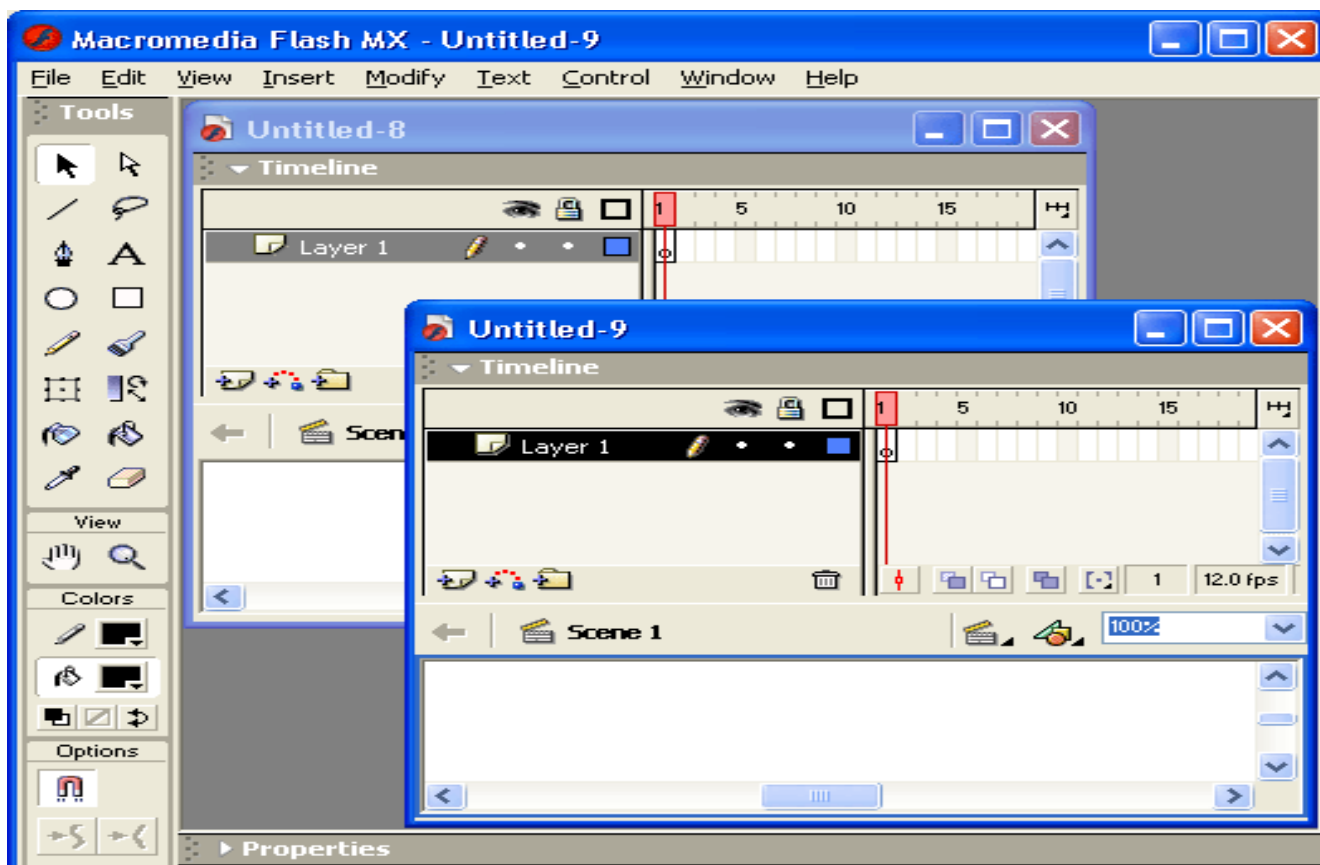 Macromedia Flash MX - Untitled-9
File Edit View Insert Modify Text Control Window Help
Tools
A
View
Colors
Options
Untitled-8
Timeline
1 5 10 15
Layer 1
Scen
Untitled-9
Timeline
1 5 10 15
Layer 1
1 12.0 fps
Scene 1
100%
Properties